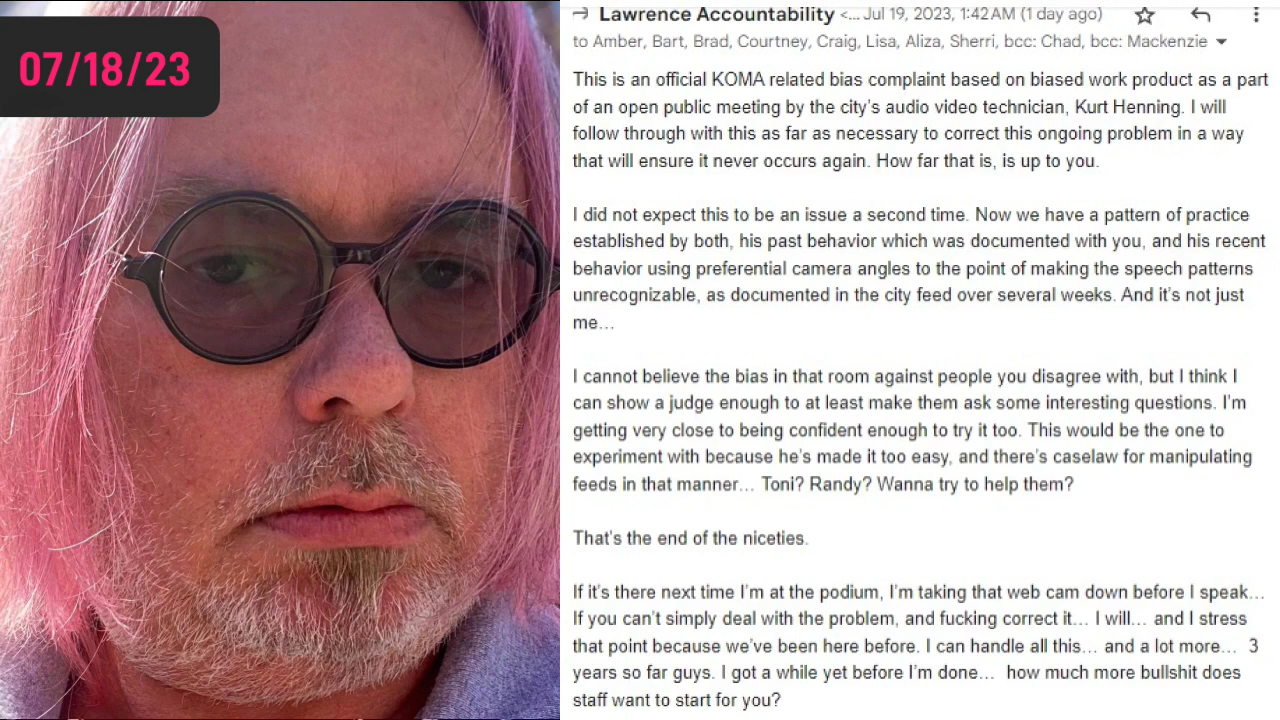 07/18/23
Lawrence Accountability <... Jul 19, 2023, 1:42 AM (1 day ago)
to Amber, Bart, Brad, Courtney, Craig, Lisa, Aliza, Sherri, bcc: Chad, bcc: Mackenzie
This is an official KOMA related bias complaint based on biased work product as a part
of an open public meeting by the city's audio video technician, Kurt Henning. I will
follow through with this as far as necessary to correct this ongoing problem in a way
that will ensure it never occurs again. How far that is, is up to you.
I did not expect this to be an issue a second time. Now we have a pattern of practice
established by both, his past behavior which was documented with you, and his recent
behavior using preferential camera angles to the point of making the speech patterns
unrecognizable, as documented in the city feed over several weeks. And it's not just
me...
I cannot believe the bias in that room against people you disagree with, but I think I
can show a judge enough to at least make them ask some interesting questions. I'm
getting very close to being confident enough to try it too. This would be the one to
experiment with because he's made it too easy, and there's caselaw for manipulating
feeds in that manner... Toni? Randy? Wanna try to help them?
That's the end of the niceties.
If it's there next time I'm at the podium, I'm taking that web cam down before I speak...
If you can't simply deal with the problem, and fucking correct it... I will... and I stress
that point because we've been here before. I can handle all this... and a lot more... 3
years so far guys. I got a while yet before I'm done... how much more bullshit does
staff want to start for you?